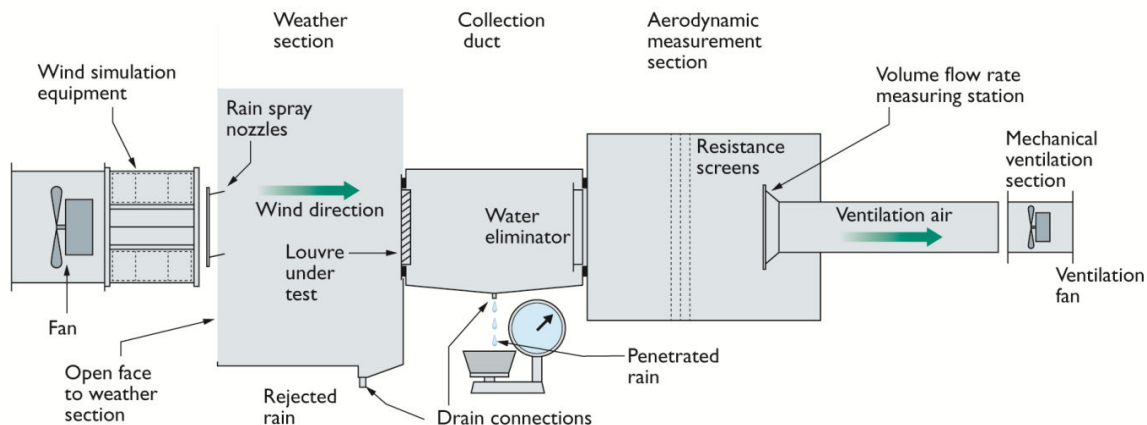 Weather
section
Collection
duct
Aerodynamic
measurement
section
Wind simulation
equipment
Rain spray
nozzles
Volume flow rate
measuring station
Resistance
screens
Mechanical
ventilation
section
Wind direction
Water
eliminator
Ventilation air
Louvre
under
test
Fan
Ventilation
fan
Open face
to weather
section
Rejected
rain
Drain connections
Penetrated
rain